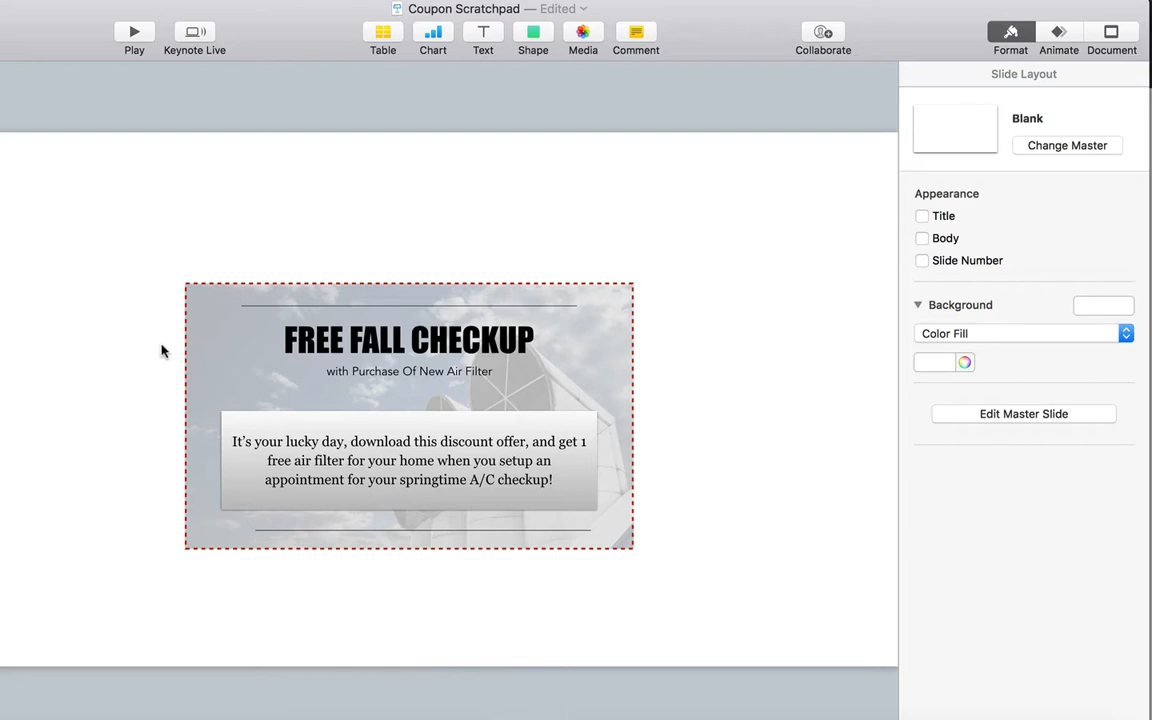 Coupon Scratchpad — Edited
Play
Keynote Live
Table
Chart
Text
Shape
Media
Comment
Collaborate
Format
Animate
Document
Slide Layout
Blank
Change Master
Appearance
Title
Body
Slide Number
Background
Color Fill
Edit Master Slide
FREE FALL CHECKUP
with Purchase Of New Air Filter
It’s your lucky day, download this discount offer, and get 1
free air filter for your home when you setup an
appointment for your springtime A/C checkup!